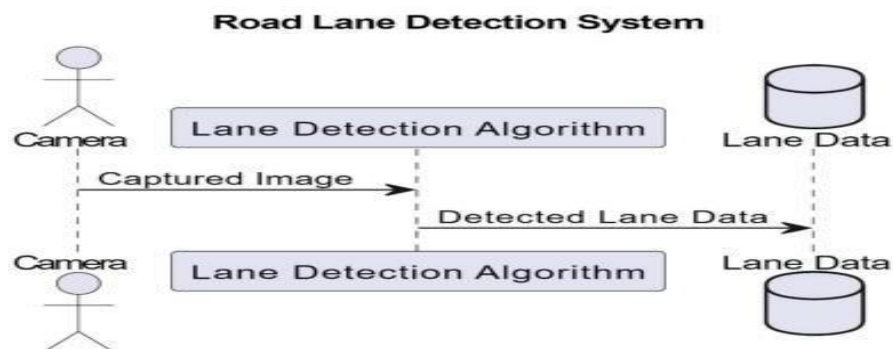 Road Lane Detection System
Camera
Lane Detection Algorithm
Lane Data
Captured Image
Detected Lane Data
Camera
Lane Detection Algorithm
Lane Data